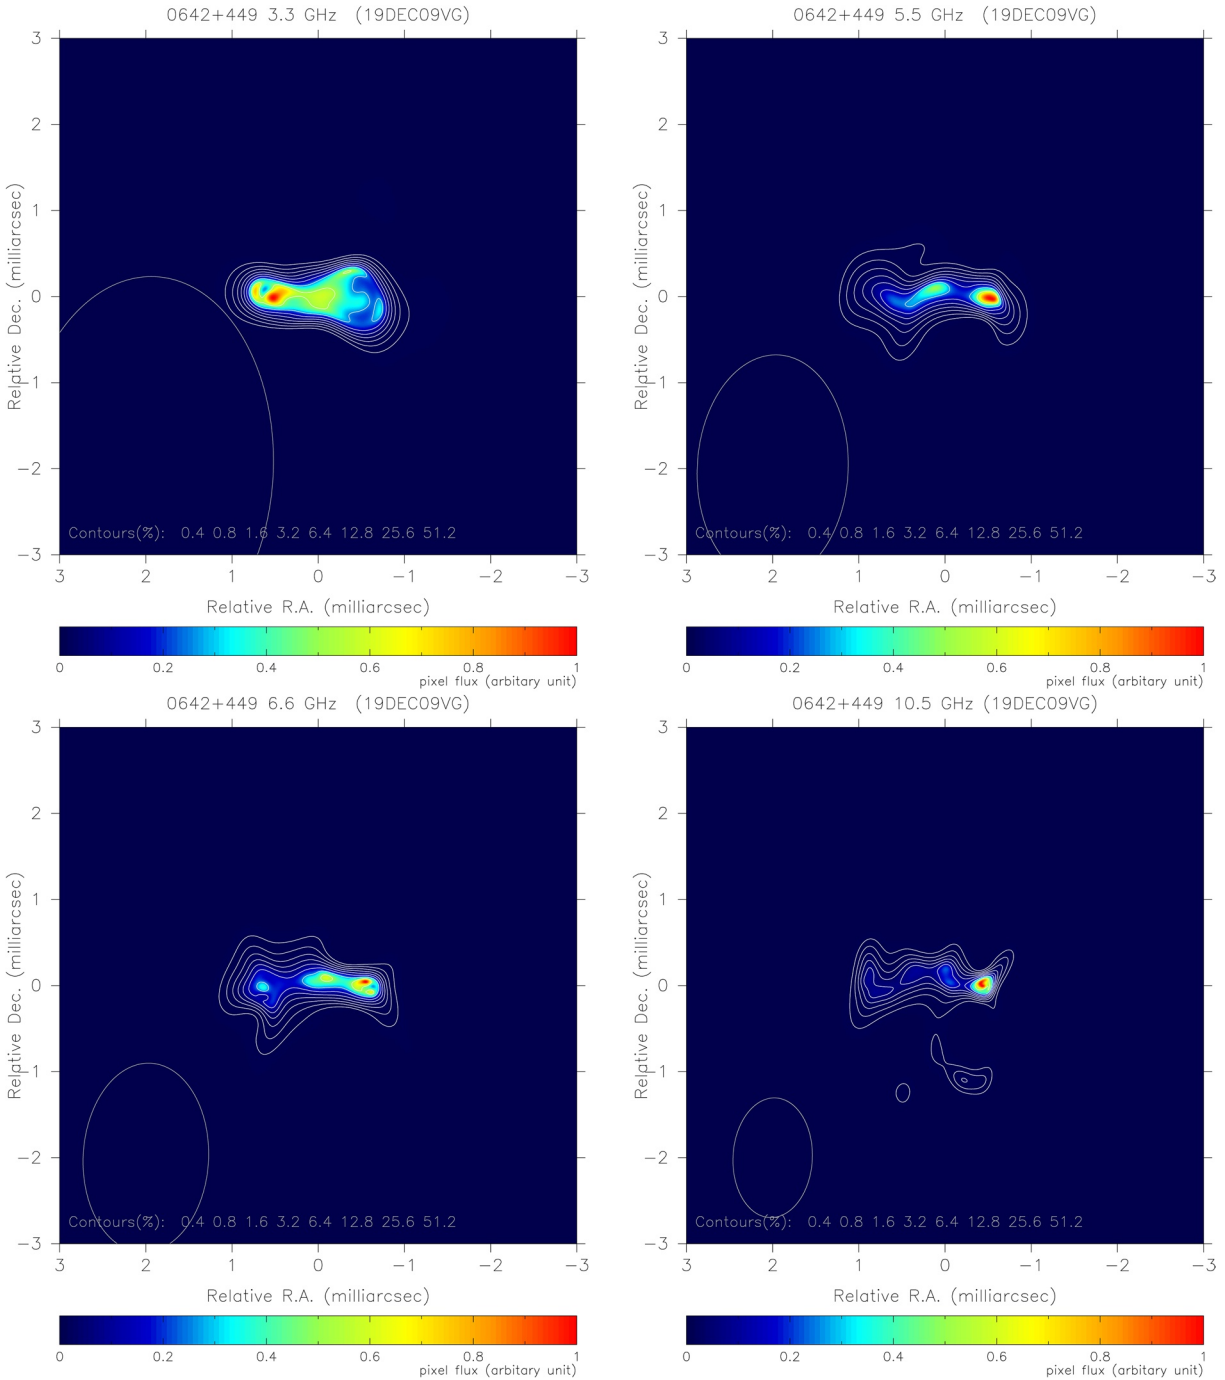 0642+449 3.3 GHz (19DEC09VG)
3
2
1
0
−1
−2
−3
Relative Dec. (milliarcsec)
Contours(%): 0.4 0.8 1.6 3.2 6.4 12.8 25.6 51.2
3 2 1 0 −1 −2 −3
Relative R.A. (milliarcsec)
0 0.2 0.4 0.6 0.8 1
pixel flux (arbitary unit)
0642+449 5.5 GHz (19DEC09VG)
3
2
1
0
−1
−2
−3
Relative Dec. (milliarcsec)
Contours(%): 0.4 0.8 1.6 3.2 6.4 12.8 25.6 51.2
3 2 1 0 −1 −2 −3
Relative R.A. (milliarcsec)
0 0.2 0.4 0.6 0.8 1
pixel flux (arbitary unit)
0642+449 6.6 GHz (19DEC09VG)
3
2
1
0
−1
−2
−3
Relative Dec. (milliarcsec)
Contours(%): 0.4 0.8 1.6 3.2 6.4 12.8 25.6 51.2
3 2 1 0 −1 −2 −3
Relative R.A. (milliarcsec)
0 0.2 0.4 0.6 0.8 1
pixel flux (arbitary unit)
0642+449 10.5 GHz (19DEC09VG)
3
2
1
0
−1
−2
−3
Relative Dec. (milliarcsec)
Contours(%): 0.4 0.8 1.6 3.2 6.4 12.8 25.6 51.2
3 2 1 0 −1 −2 −3
Relative R.A. (milliarcsec)
0 0.2 0.4 0.6 0.8 1
pixel flux (arbitary unit)